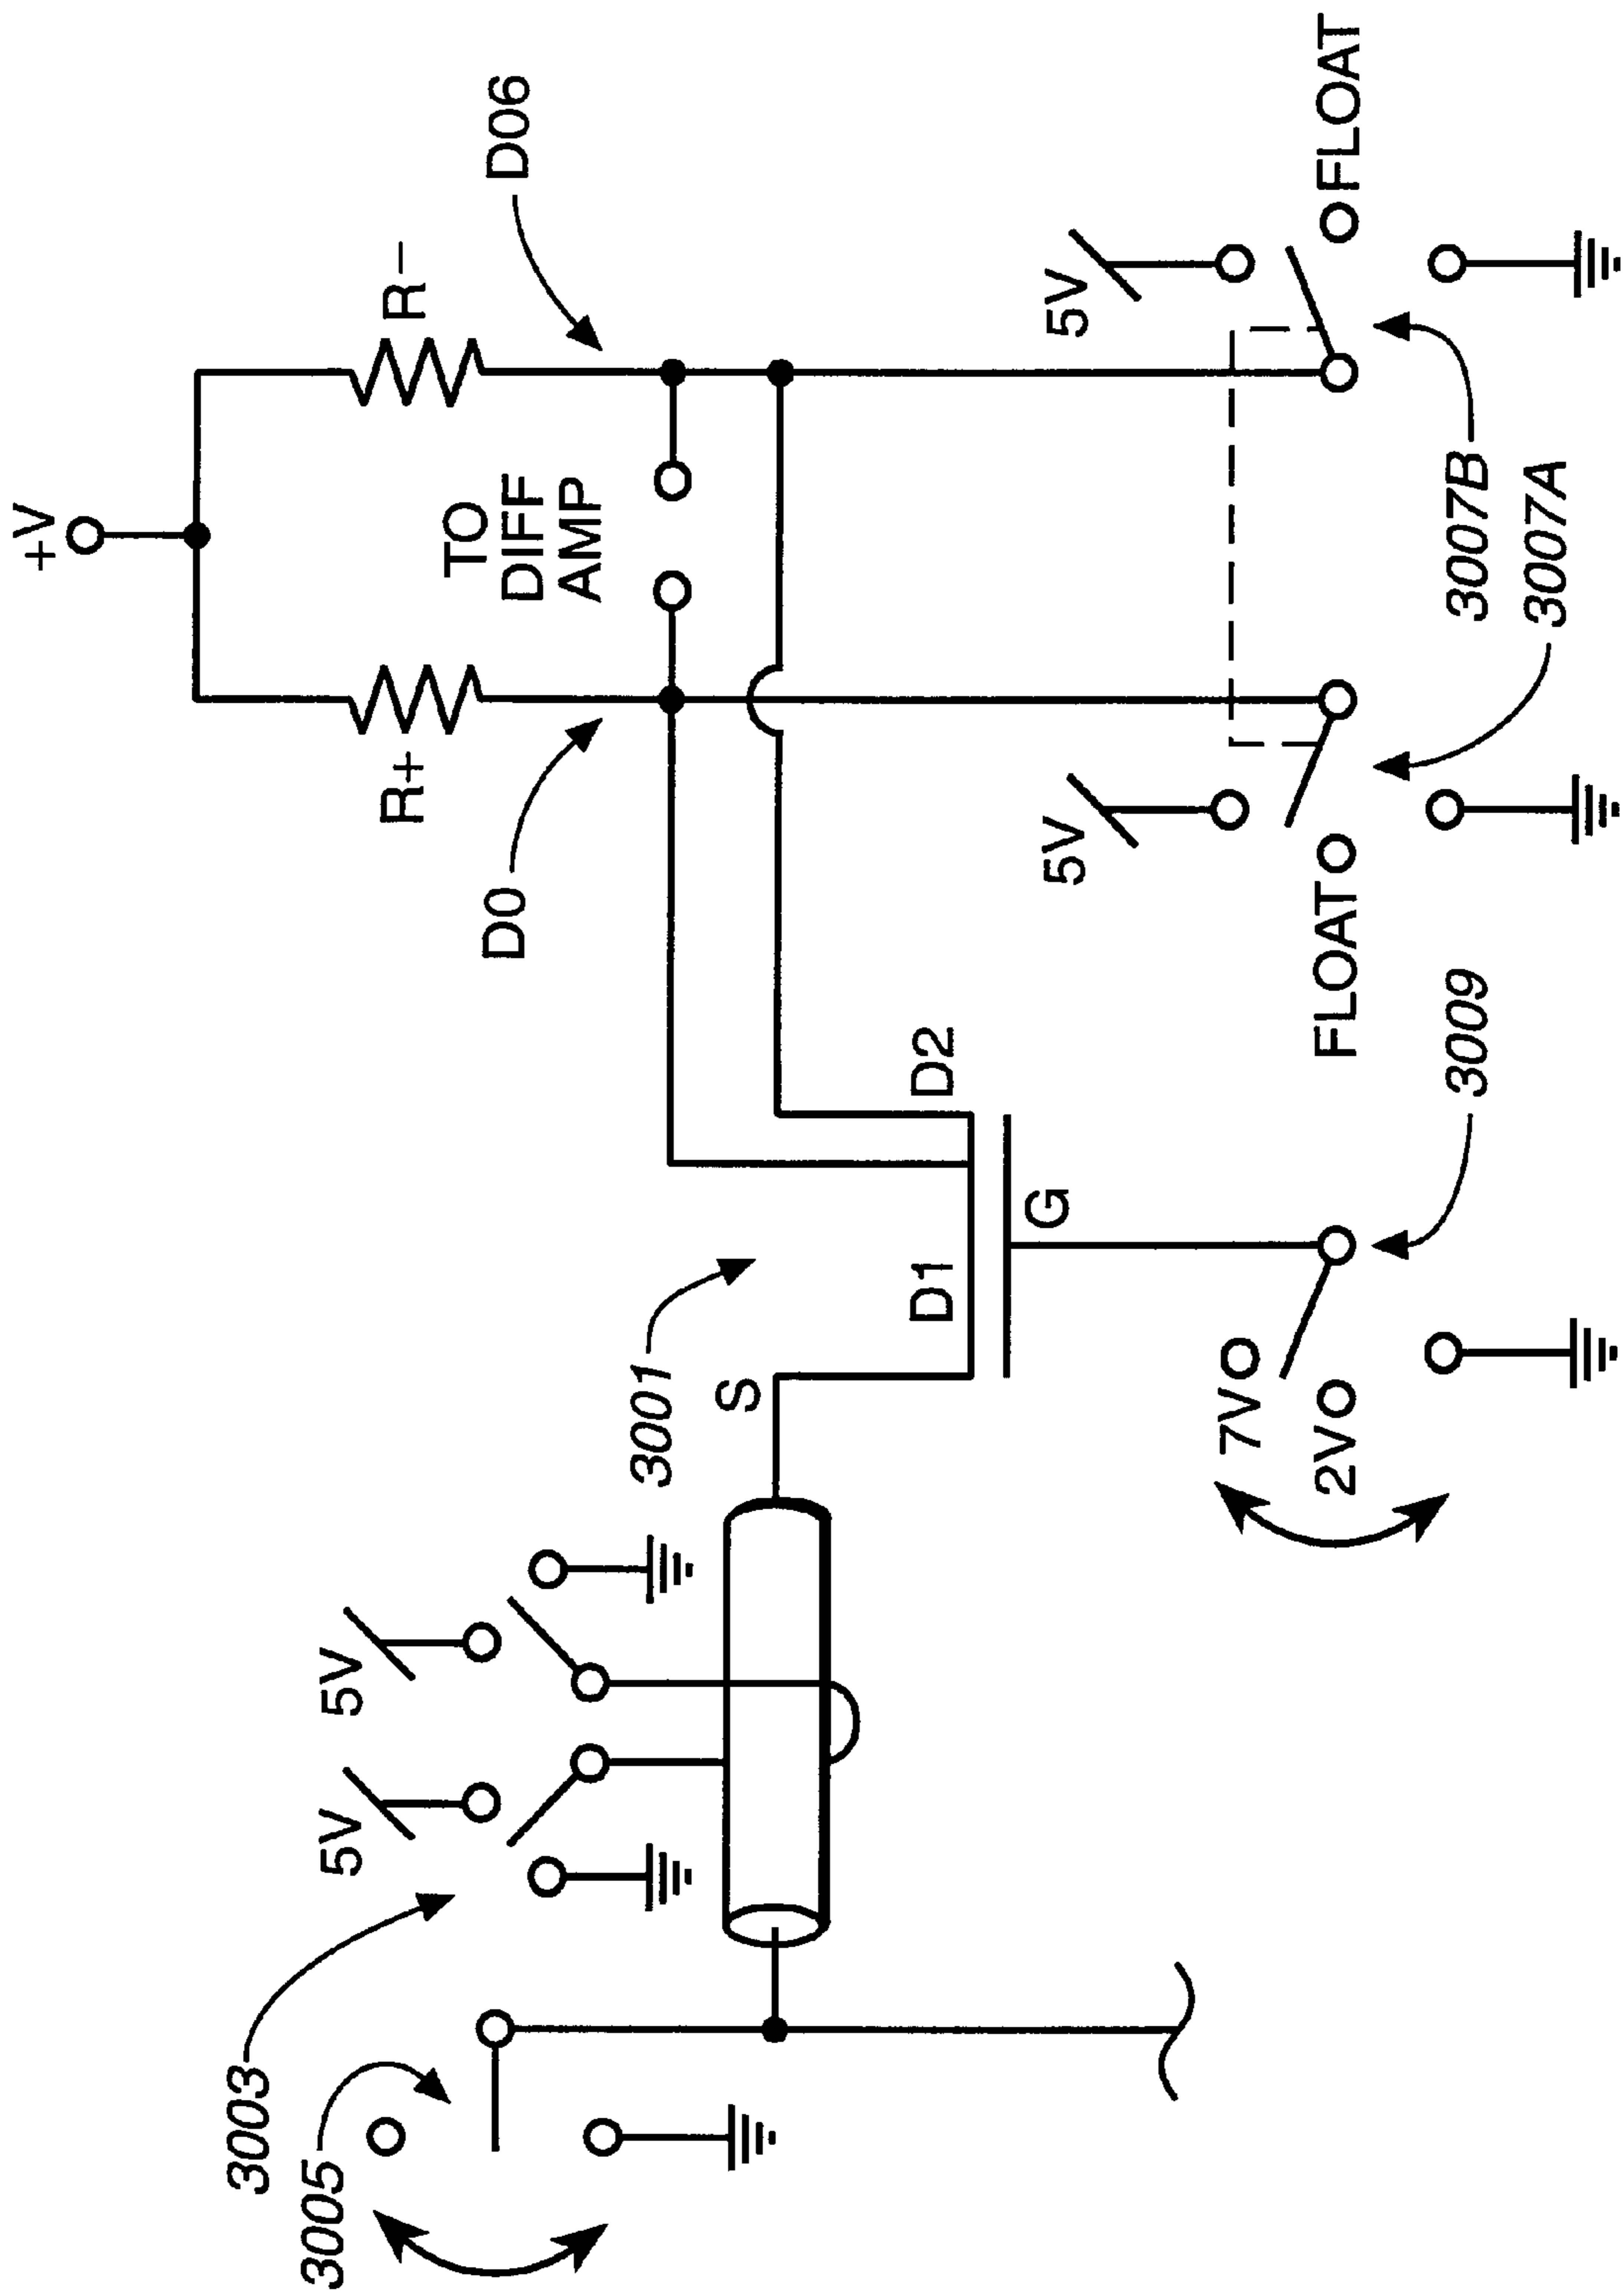 +V
R+
R−
TO
DIFF
AMP
D0
D06
3001
S
D1
D2
G
3003
3005
5V
5V
7V
2V
3009
5V
FLOAT
5V
FLOAT
3007B
3007A